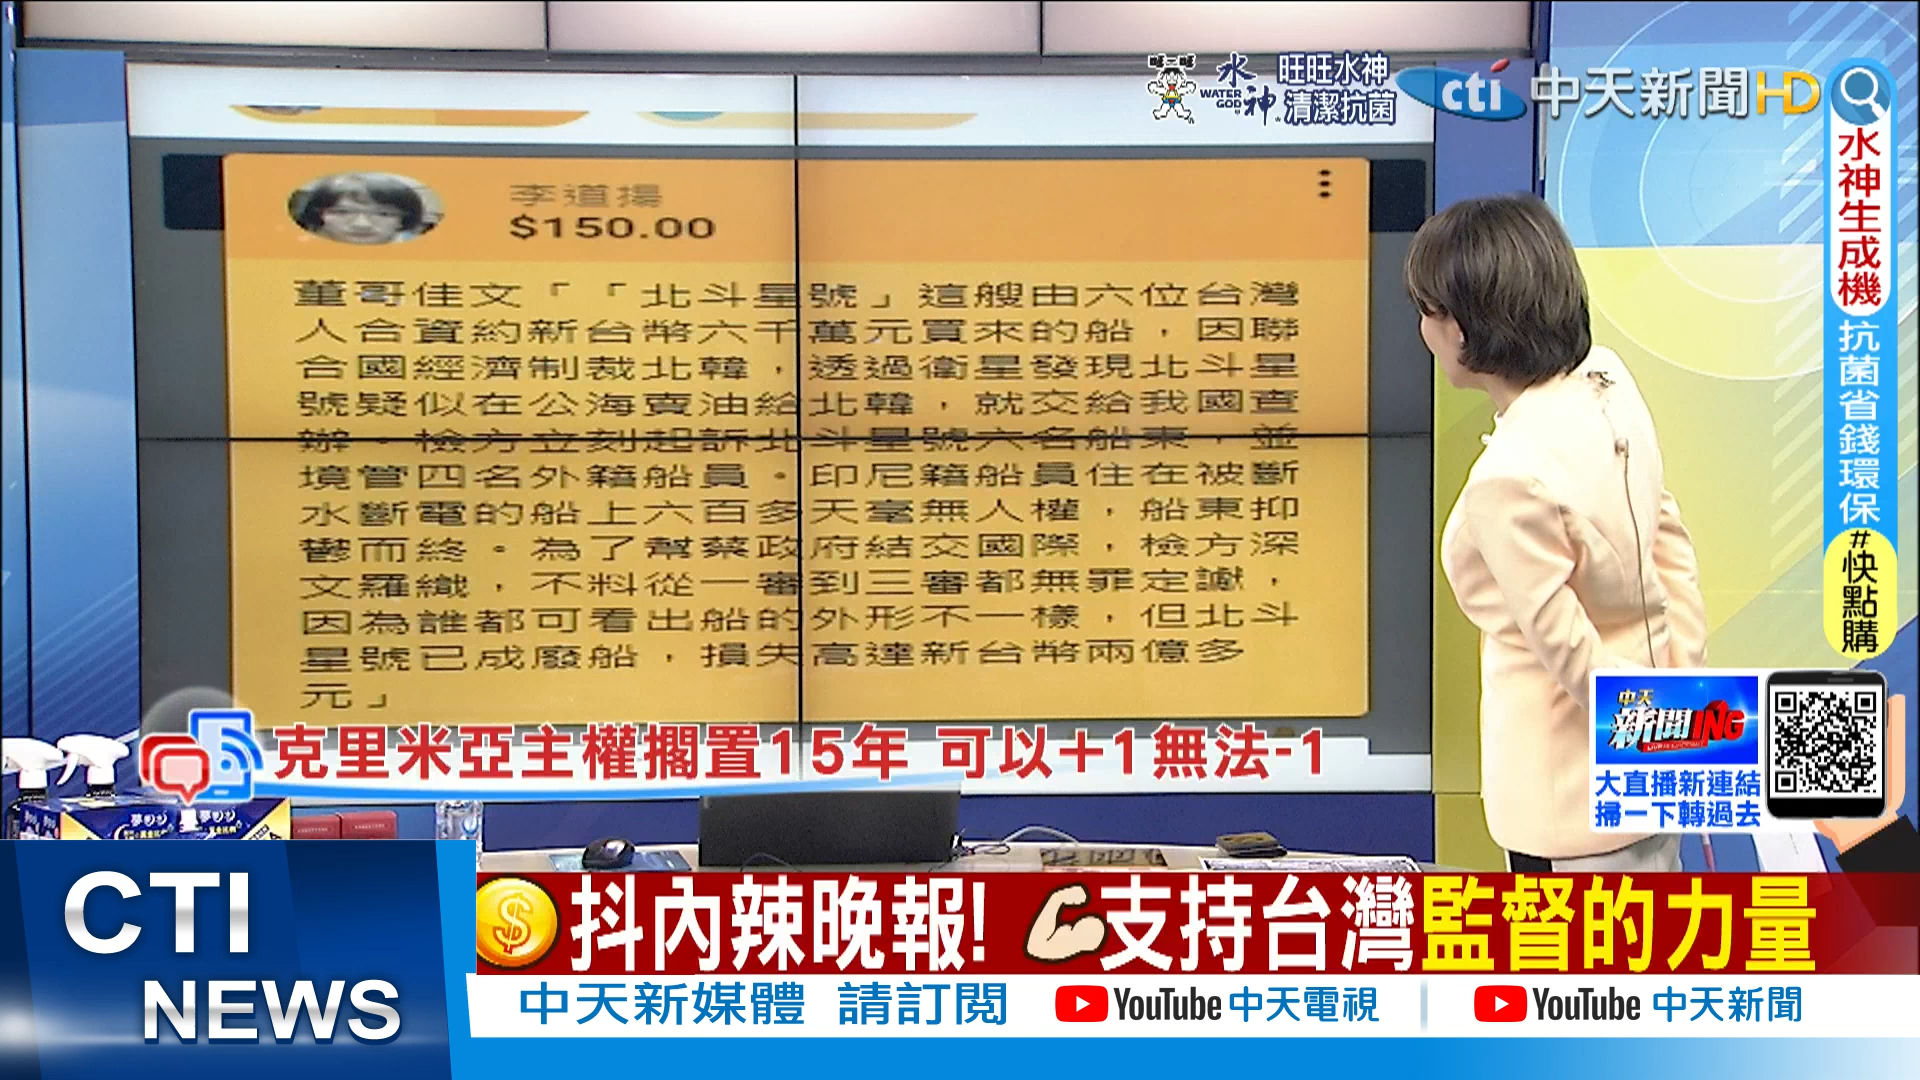 旺旺水神
清潔抗菌
水神
WATER GOD
cti 中天新聞HD
水神生成機
抗菌省錢環保
#快點購
李道揚
$150.00
董哥佳文「「北斗星號」這艘由六位台灣
人合資約新台幣六千萬元買來的船，因聯
合國經濟制裁北韓，透過衛星發現北斗星
號疑似在公海賣油給北韓，就交給我國查
辦。檢方立刻起訴北斗星號六名船東，並
境管四名外籍船員。印尼籍船員住在被斷
水斷電的船上六百多天毫無人權，船東抑
鬱而終。為了幫蔡政府結交國際，檢方深
文羅織，不料從一審到三審都無罪定讞，
因為誰都可看出船的外形不一樣，但北斗
星號已成廢船，損失高達新台幣兩億多
元」
中天
新聞ING
大直播新連結
掃一下轉過去
克里米亞主權擱置15年 可以+1無法-1
CTI
NEWS
抖內辣晚報! 支持台灣監督的力量
中天新媒體 請訂閱 YouTube 中天電視 YouTube 中天新聞